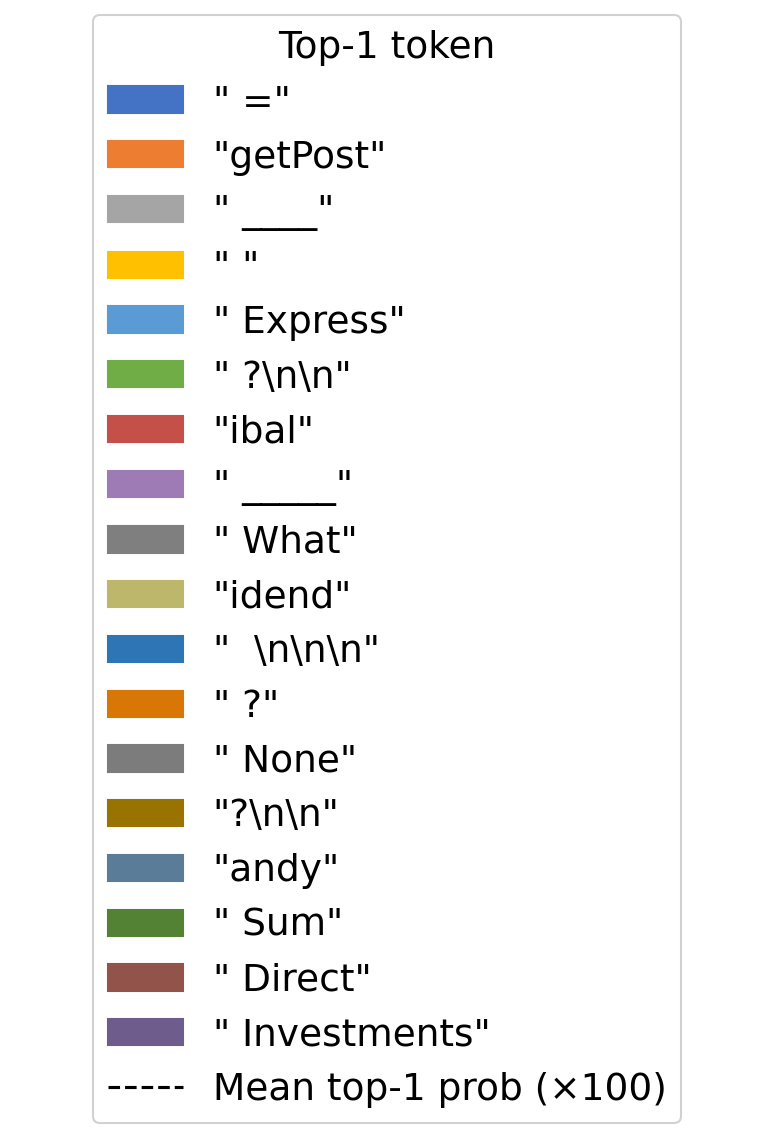 Top-1 token
" ="
"getPost"
" ____"
" "
" Express"
" ?\n\n"
"ibal"
" _____"
" What"
"idend"
"  \n\n\n"
" ?"
" None"
"?\n\n"
"andy"
" Sum"
" Direct"
" Investments"
Mean top-1 prob (×100)